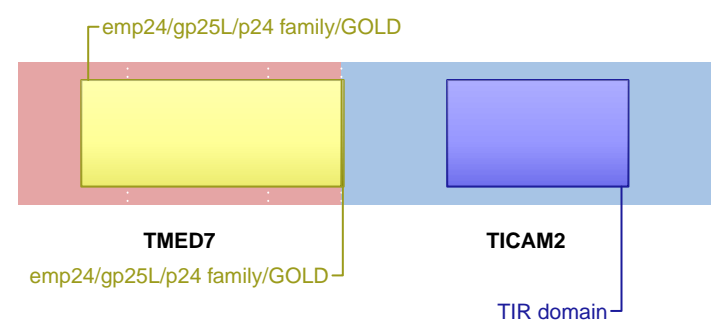 emp24/gp25L/p24 family/GOLD
TMED7
TICAM2
emp24/gp25L/p24 family/GOLD
TIR domain